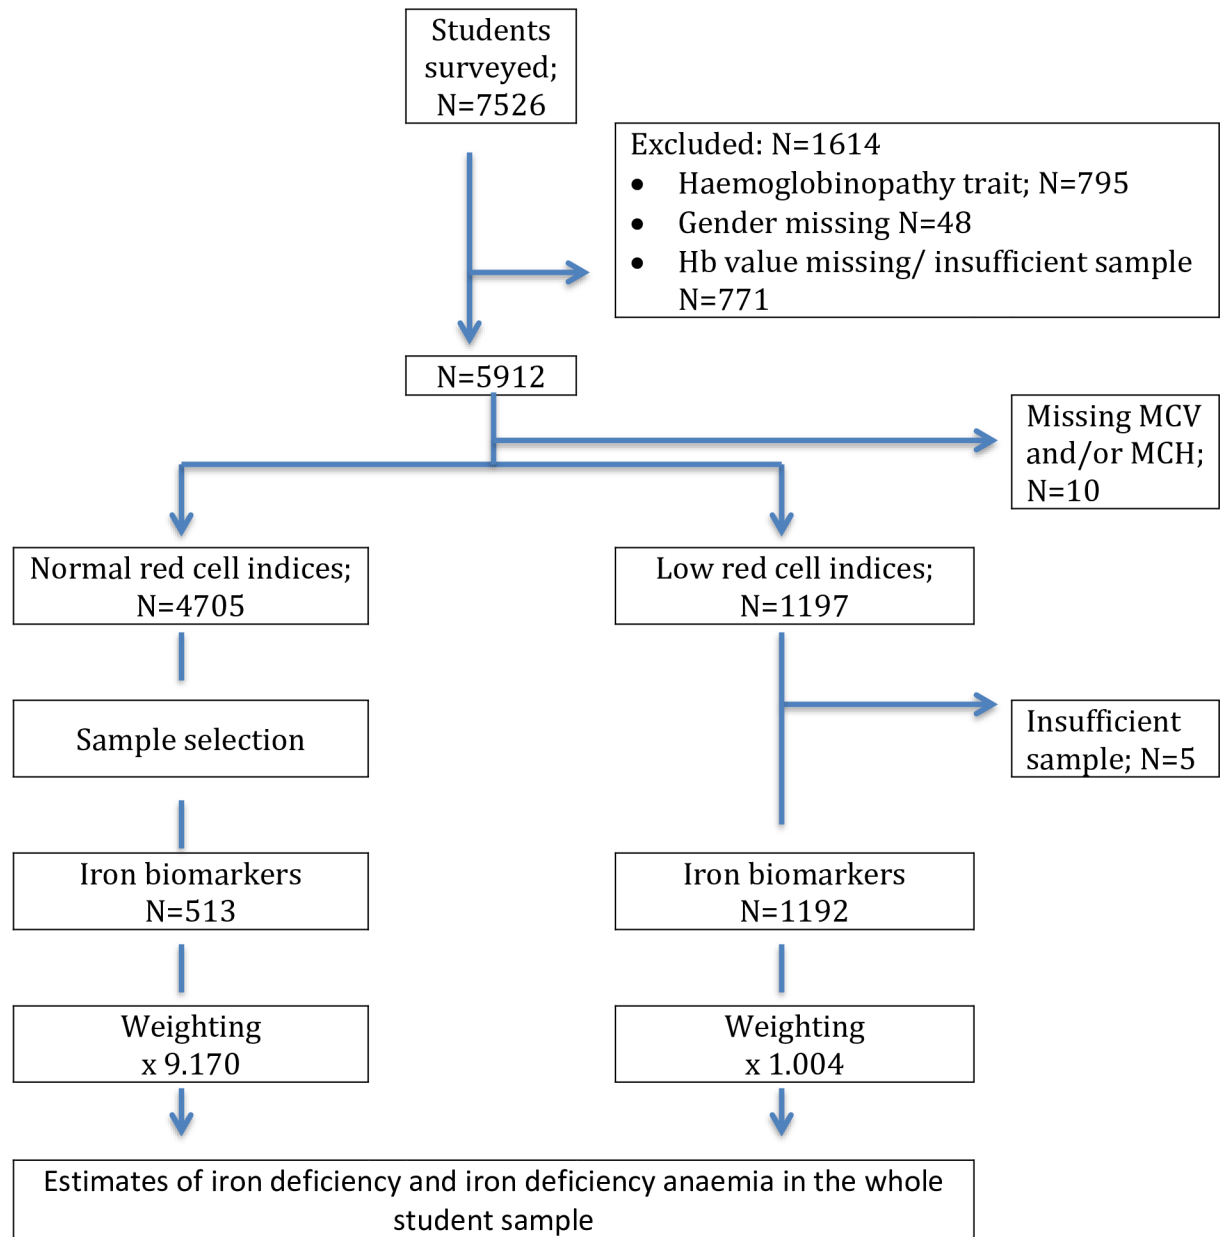 Students
surveyed;
N=7526
Excluded: N=1614
• Haemoglobinopathy trait; N=795
• Gender missing N=48
• Hb value missing/ insufficient sample
N=771
N=5912
Missing MCV
and/or MCH;
N=10
Normal red cell indices;
N=4705
Low red cell indices;
N=1197
Sample selection
Insufficient
sample; N=5
Iron biomarkers
N=513
Iron biomarkers
N=1192
Weighting
x 9.170
Weighting
x 1.004
Estimates of iron deficiency and iron deficiency anaemia in the whole
student sample